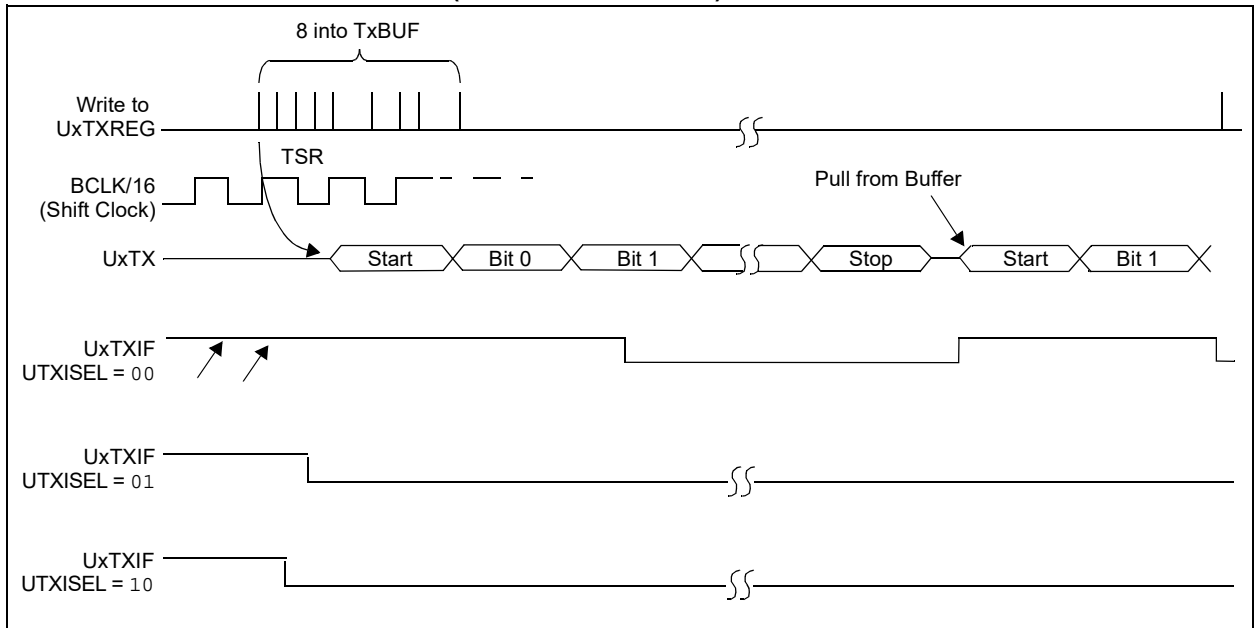 8 into TxBUF
Write to
UxTXREG
TSR
BCLK/16
(Shift Clock)
Pull from Buffer
UxTX
Start
Bit 0
Bit 1
Stop
Start
Bit 1
UxTXIF
UTXISEL = 00
UxTXIF
UTXISEL = 01
UxTXIF
UTXISEL = 10